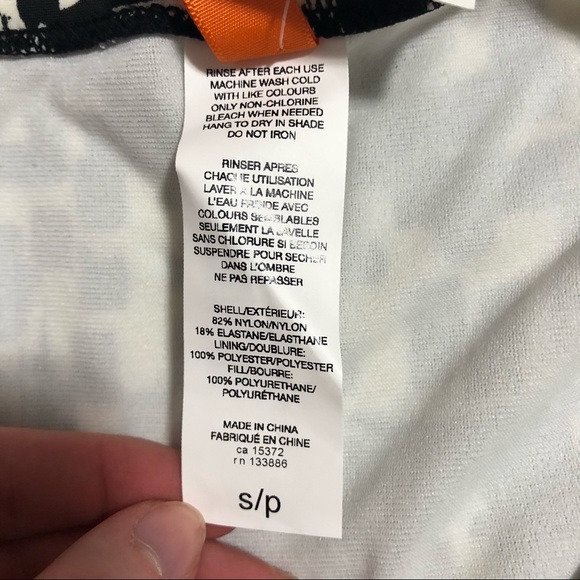 RINSE AFTER EACH USE
MACHINE WASH COLD
WITH LIKE COLOURS
ONLY NON-CHLORINE
BLEACH WHEN NEEDED
HANG TO DRY IN SHADE
DO NOT IRON
RINSER APRES
CHAQUE UTILISATION
LAVER A LA MACHINE
L'EAU FROIDE AVEC
COLOURS SEMBLABLES
SEULEMENT LA
SANS CHLORURE SI BESOIN
SUSPENDRE POUR SECHER
DANS L'OMBRE
NE PAS REPASSER
SHELL/EXTÉRIEUR:
82% NYLON/NYLON
18% ELASTANE/ELASTHANE
LINING/DOUBLURE:
100% POLYESTER/POLYESTER
FILL/BOURRE:
100% POLYURETHANE/
POLYURÉTHANE
MADE IN CHINA
FABRIQUÉ EN CHINE
ca 15372
rn 133886
s/p